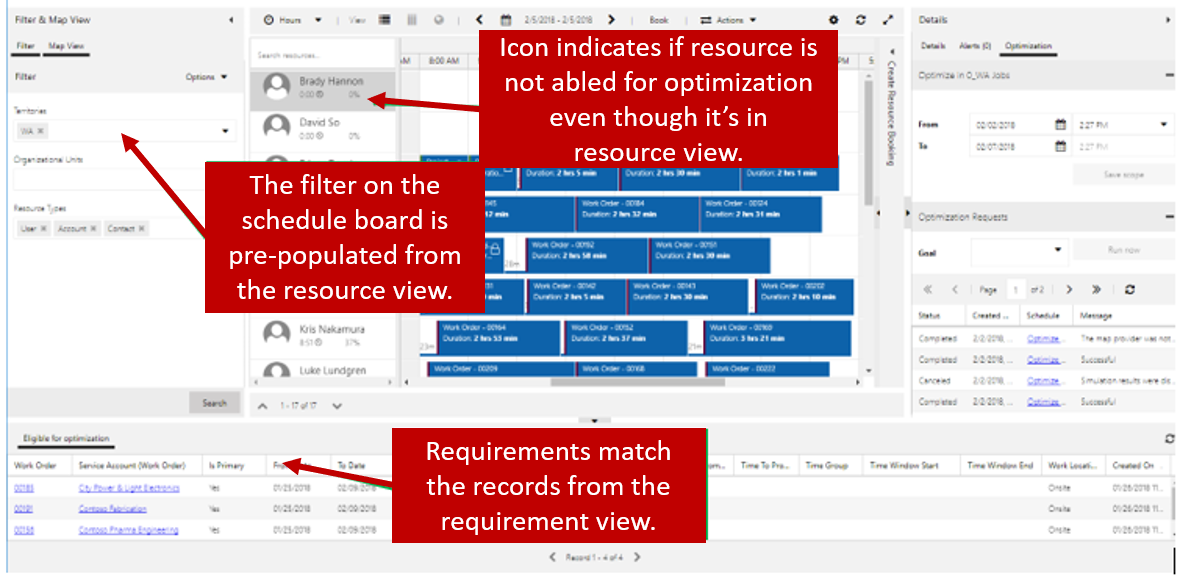 Filter & Map View
Hours
View
2/5/2018 - 2/5/2018
Book
Actions
Details
Filter Map View
Details Alerts (0) Optimization
Filter
Options
Search resources...
8:00 AM
PM
Optimize in O_WA Jobs
Icon indicates if resource is
not abled for optimization
even though it's in
resource view.
Create Resource Booking
Brady Hannon
0:00 0%
David So
0:00 0%
Territories
WA
Organizational Units
Resource Types
User Account Contact
From 02/02/2018 2:27 PM
To 02/07/2018 2:27 PM
Save scope
The filter on the
schedule board is
pre-populated from
the resource view.
Duration: 2 hrs 5 min
Duration: 2 hrs 30 min
Duration: 2 hrs 1 min
Work Order - 00184
Duration: 2 hrs 32 min
Work Order - 00124
Duration: 2 hrs 31 min
Work Order - 00192
Duration: 2 hrs 58 min
Work Order - 00191
Duration: 2 hrs 30 min
Work Order - 00142
Duration: 2 hrs 5 min
Work Order - 00143
Duration: 2 hrs 30 min
Work Order - 00202
Duration: 2 hrs 10 min
Kris Nakamura
8:51 37%
Work Order - 00164
Duration: 2 hrs 53 min
Work Order - 00152
Duration: 2 hrs 37 min
Work Order - 00169
Duration: 3 hrs 21 min
Luke Lundgren
Work Order - 00209
Work Order - 00168
Work Order - 00222
Search
1 - 17 of 17
Optimization Requests
Goal
Run now
Page 1 of 2
Status Created ... Schedule Message
Completed 2/2/2018, ... Optimize... The map provider was not...
Completed 2/2/2018, ... Optimize... Successful
Canceled 2/2/2018, ... Optimize... Simulation results were dis...
Completed 2/2/2018, ... Optimize... Successful
Eligible for optimization
Requirements match
the records from the
requirement view.
Work Order Service Account (Work Order) Is Primary To Date Time To Pro... Time Group Time Window Start Time Window End Work Locati... Created On
00185 City Power & Light Electronics Yes 01/25/2018 02/09/2018 Onsite 01/26/2018 11...
00191 Contoso Fabrication Yes 01/25/2018 02/09/2018 Onsite 01/26/2018 11...
Contoso Pharma Engineering Yes 01/25/2018 02/09/2018 Onsite 01/26/2018 11...
Record 1 - 4 of 4